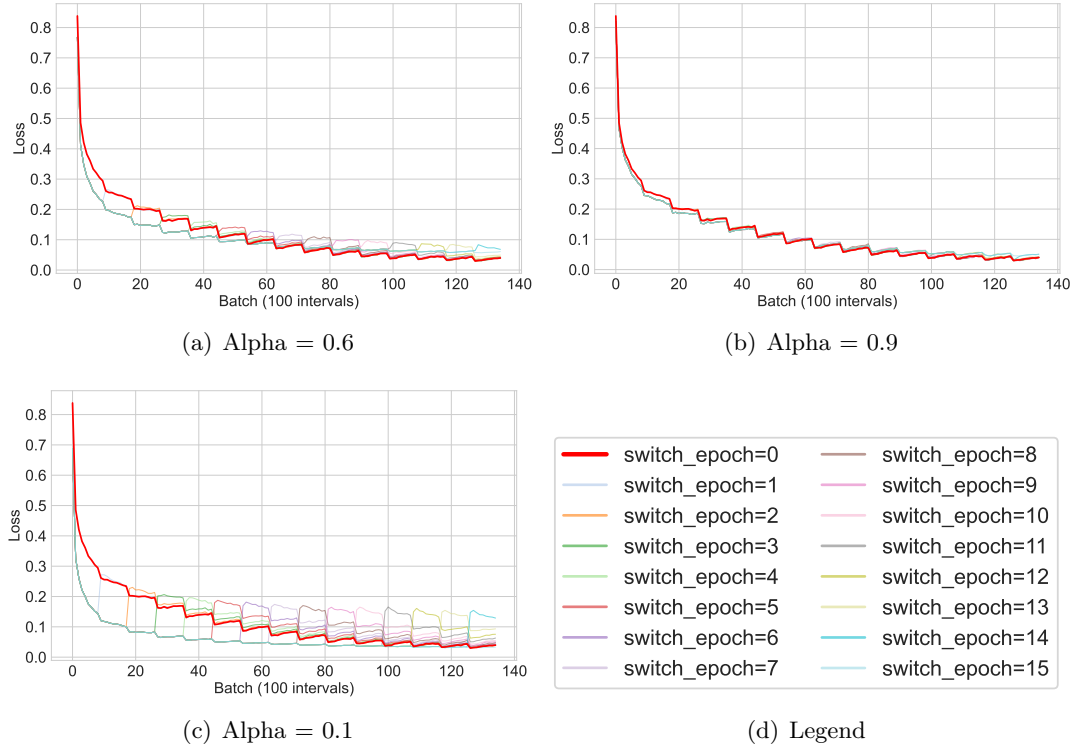 0.8
0.7
0.6
0.5
0.4
0.3
0.2
0.1
0.0
Loss
0 20 40 60 80 100 120 140
Batch (100 intervals)
(a) Alpha = 0.6
0.8
0.7
0.6
0.5
0.4
0.3
0.2
0.1
0.0
Loss
0 20 40 60 80 100 120 140
Batch (100 intervals)
(b) Alpha = 0.9
0.8
0.7
0.6
0.5
0.4
0.3
0.2
0.1
0.0
Loss
0 20 40 60 80 100 120 140
Batch (100 intervals)
(c) Alpha = 0.1
switch_epoch=0
switch_epoch=1
switch_epoch=2
switch_epoch=3
switch_epoch=4
switch_epoch=5
switch_epoch=6
switch_epoch=7
switch_epoch=8
switch_epoch=9
switch_epoch=10
switch_epoch=11
switch_epoch=12
switch_epoch=13
switch_epoch=14
switch_epoch=15
(d) Legend